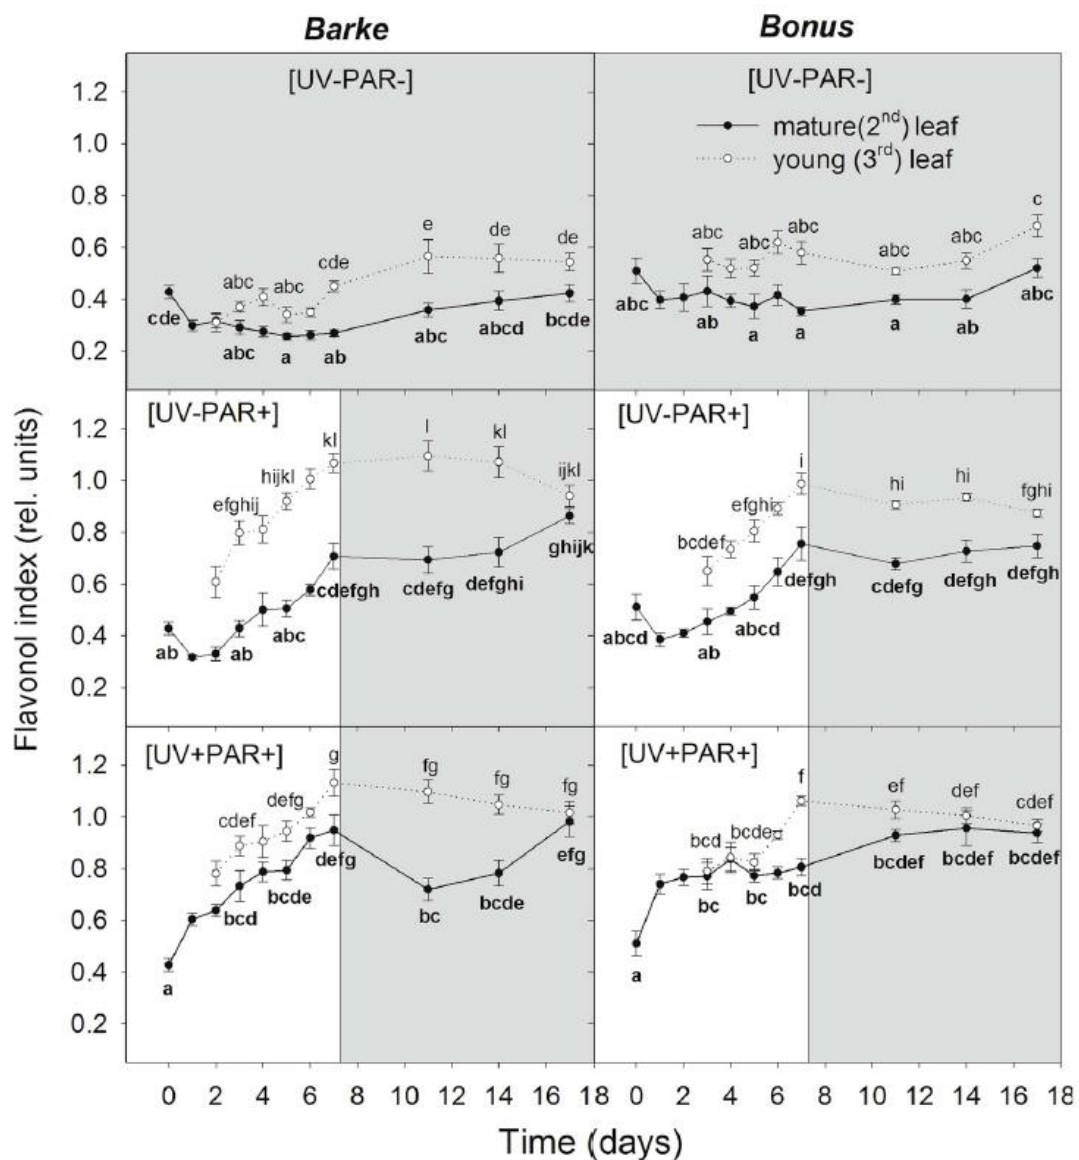 Barke Bonus
[UV-PAR-] [UV-PAR-]
mature(2nd) leaf
young (3rd) leaf
1.2
1.0
0.8
0.6
0.4
0.2
cde abc abc cde e de de
cde abc a ab abc abcd bcde
abc abc abc abc abc c
abc ab a a ab abc
[UV-PAR+] [UV-PAR+]
1.2
1.0
0.8
0.6
0.4
0.2
efghij hijkl kl l kl ijkl
ab ab abc cdefgh cdefg defghi ghijk
bcdef efghi i hi hi fghi
abcd ab abcd defgh cdefg defgh defgh
[UV+PAR+] [UV+PAR+]
1.2
1.0
0.8
0.6
0.4
0.2
cdef defg g fg fg fg
a bcd bcde defg bc bcde efg
bcd bcde f ef def cdef
a bc bc bcd bcdef bcdef bcdef
0 2 4 6 8 10 12 14 16 18 0 2 4 6 8 10 12 14 16 18
Time (days)
Flavonol index (rel. units)